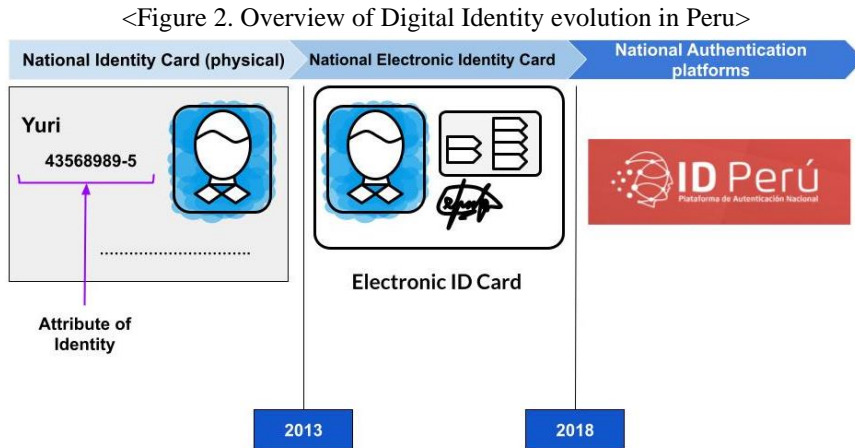 <Figure 2. Overview of Digital Identity evolution in Peru>
National Identity Card (physical)
National Electronic Identity Card
National Authentication
platforms
Yuri
43568989-5
................................
Attribute of
Identity
Electronic ID Card
ID Perú
Plataforma de Autenticación Nacional
2013
2018